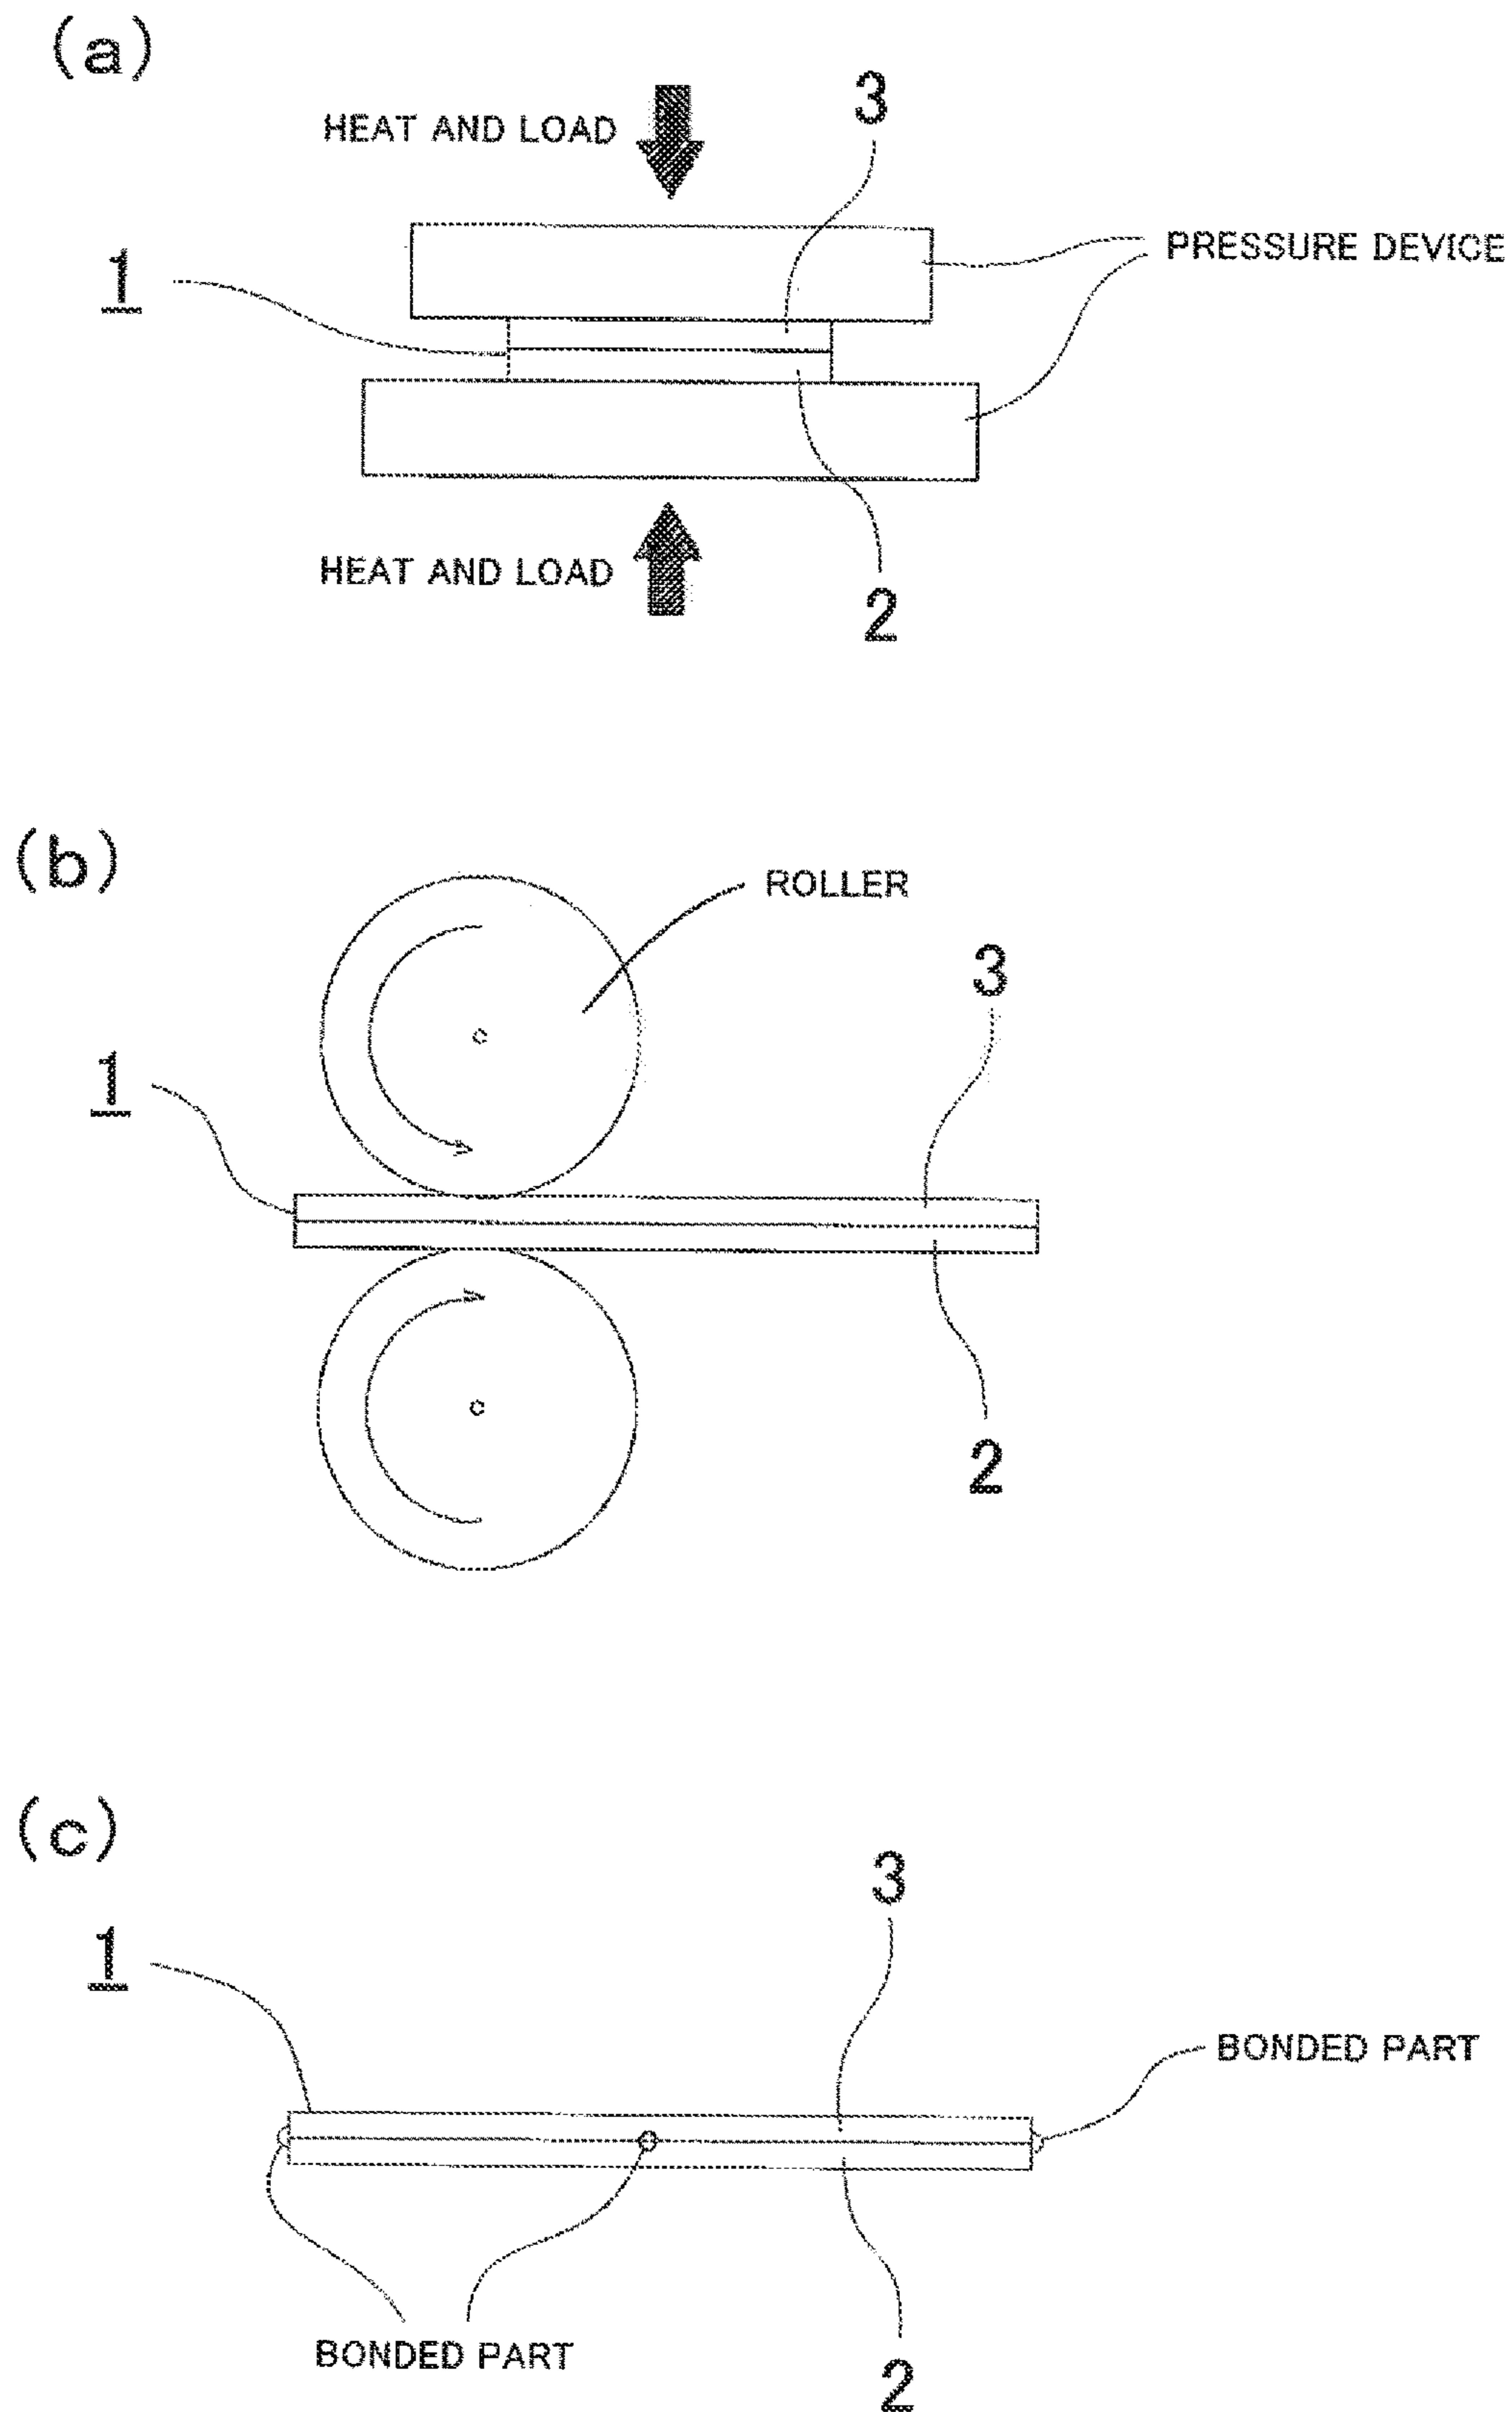 (a)
HEAT AND LOAD
3
PRESSURE DEVICE
1
HEAT AND LOAD
2
(b)
ROLLER
3
1
2
(c)
3
1
BONDED PART
BONDED PART
2